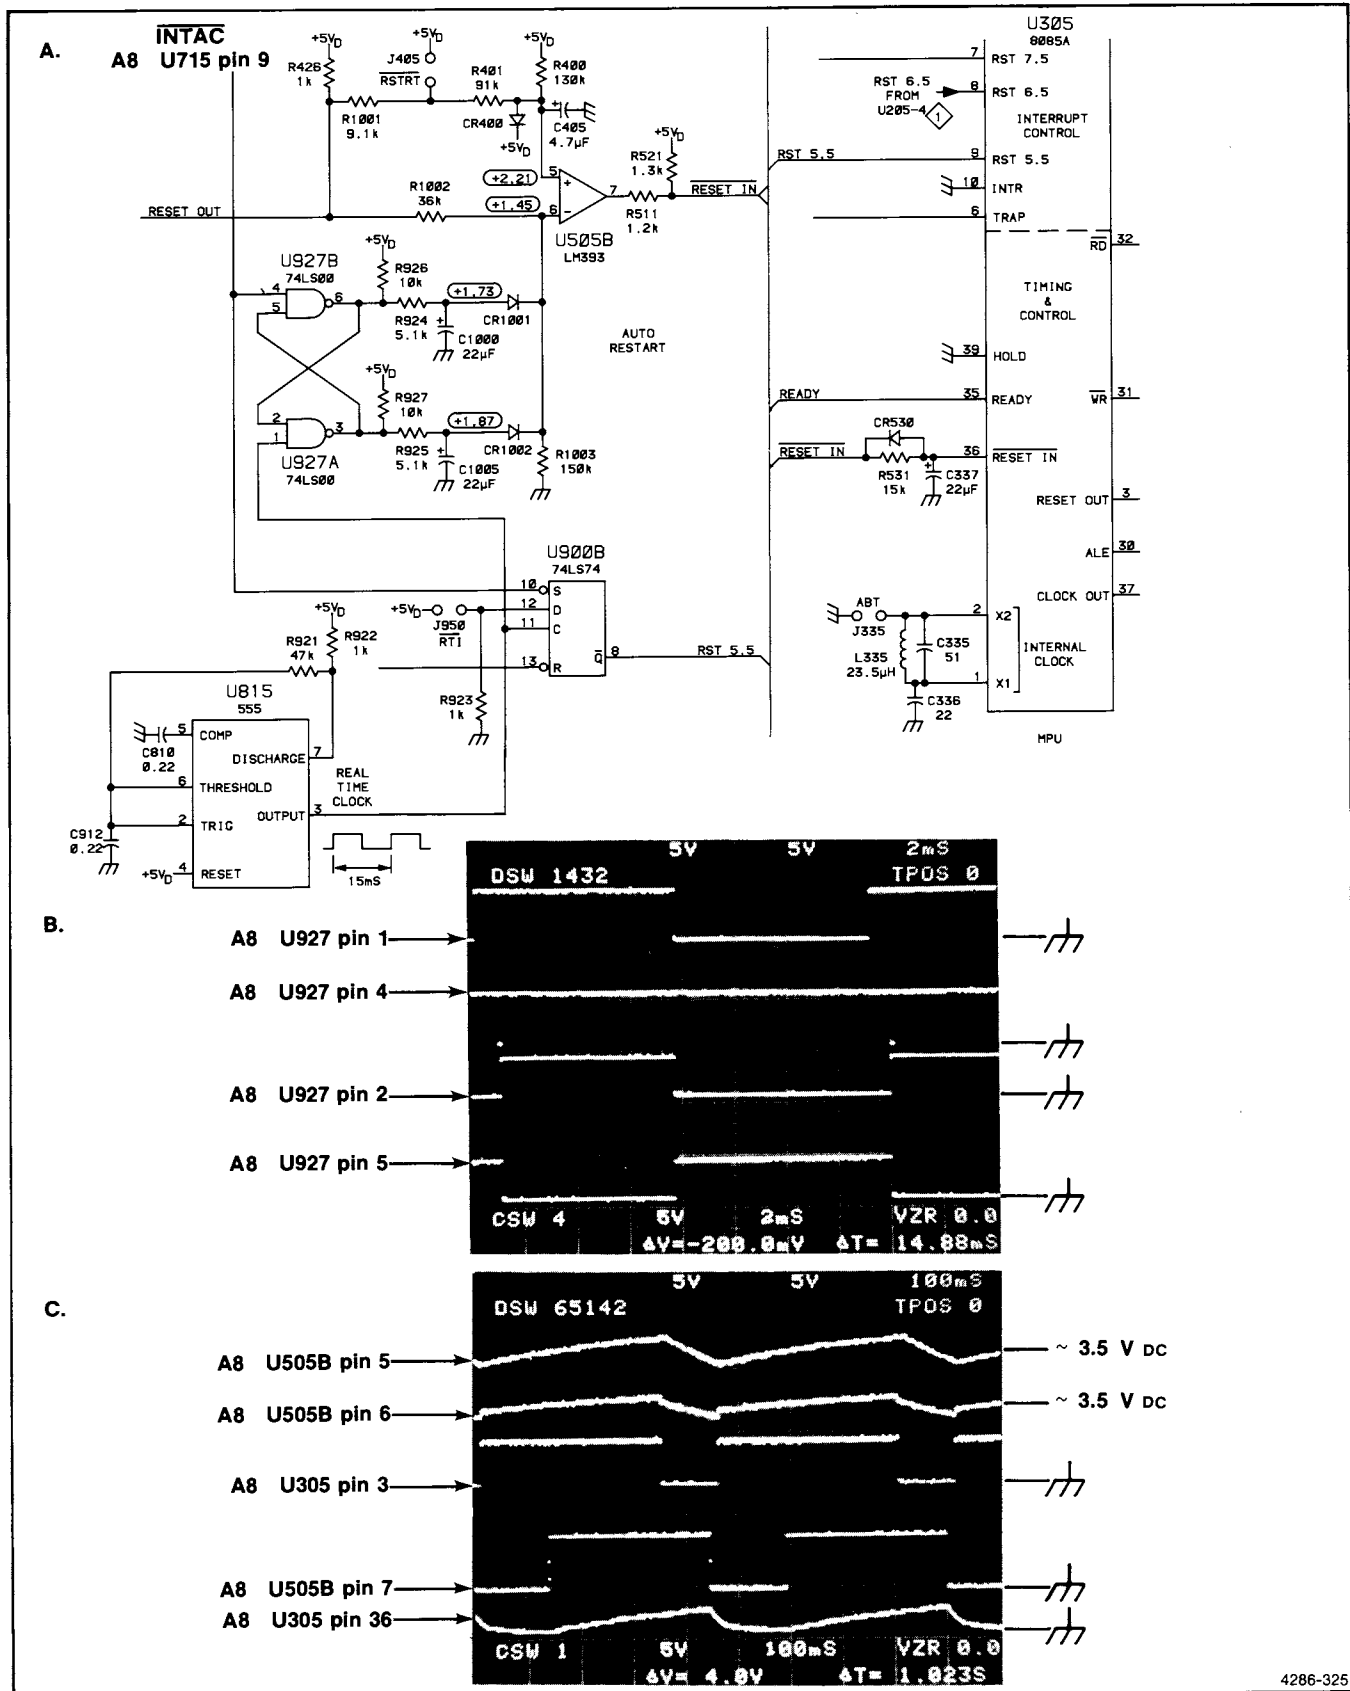 A.
INTAC
A8 U715 pin 9
+5VD
R426
1k
+5VD
J405
RSTRT
R1001
9.1k
R401
91k
+5VD
R400
130k
CR400
+5VD
C405
4.7µF
+2.21
5
+
+1.45
6
−
7
U505B
LM393
R1002
36k
RESET OUT
R511
1.2k
+5VD
R521
1.3k
RESET IN
U927B
74LS00
4
5
6
+5VD
R926
10k
R924
5.1k
+1.73
C1000
22µF
CR1001
AUTO
RESTART
U927A
74LS00
2
1
3
+5VD
R927
10k
R925
5.1k
+1.87
C1005
22µF
CR1002
R1003
150k
U900B
74LS74
10
S
12
D
11
C
13
R
Q
8
RST 5.5
+5VD
J950
RTI
R923
1k
+5VD
R921
47k
R922
1k
U815
555
5
COMP
C810
0.22
DISCHARGE
7
6
THRESHOLD
REAL
TIME
CLOCK
OUTPUT
3
2
TRIG
C912
0.22
+5VD
4
RESET
15mS
U305
8085A
7
RST 7.5
RST 6.5
FROM
U205-4
1
8
RST 6.5
INTERRUPT
CONTROL
RST 5.5
9
RST 5.5
10
INTR
6
TRAP
RD
32
TIMING
&
CONTROL
39
HOLD
READY
35
READY
WR
31
CR530
RESET IN
R531
15k
36
RESET IN
C337
22µF
RESET OUT
3
ALE
30
CLOCK OUT
37
ABT
J335
2
X2
L335
23.5µH
C335
51
INTERNAL
CLOCK
1
X1
C336
22
MPU
B.
5V 5V 2mS
DSW 1432 TPOS 0
A8 U927 pin 1
A8 U927 pin 4
A8 U927 pin 2
A8 U927 pin 5
CSW 4 5V 2mS VZR 0.0
ΔV=-200.0mV ΔT= 14.88mS
C.
5V 5V 100mS
DSW 65142 TPOS 0
A8 U505B pin 5
~ 3.5 V DC
A8 U505B pin 6
~ 3.5 V DC
A8 U305 pin 3
A8 U505B pin 7
A8 U305 pin 36
CSW 1 5V 100mS VZR 0.0
ΔV= 4.0V ΔT= 1.023S
4286-325